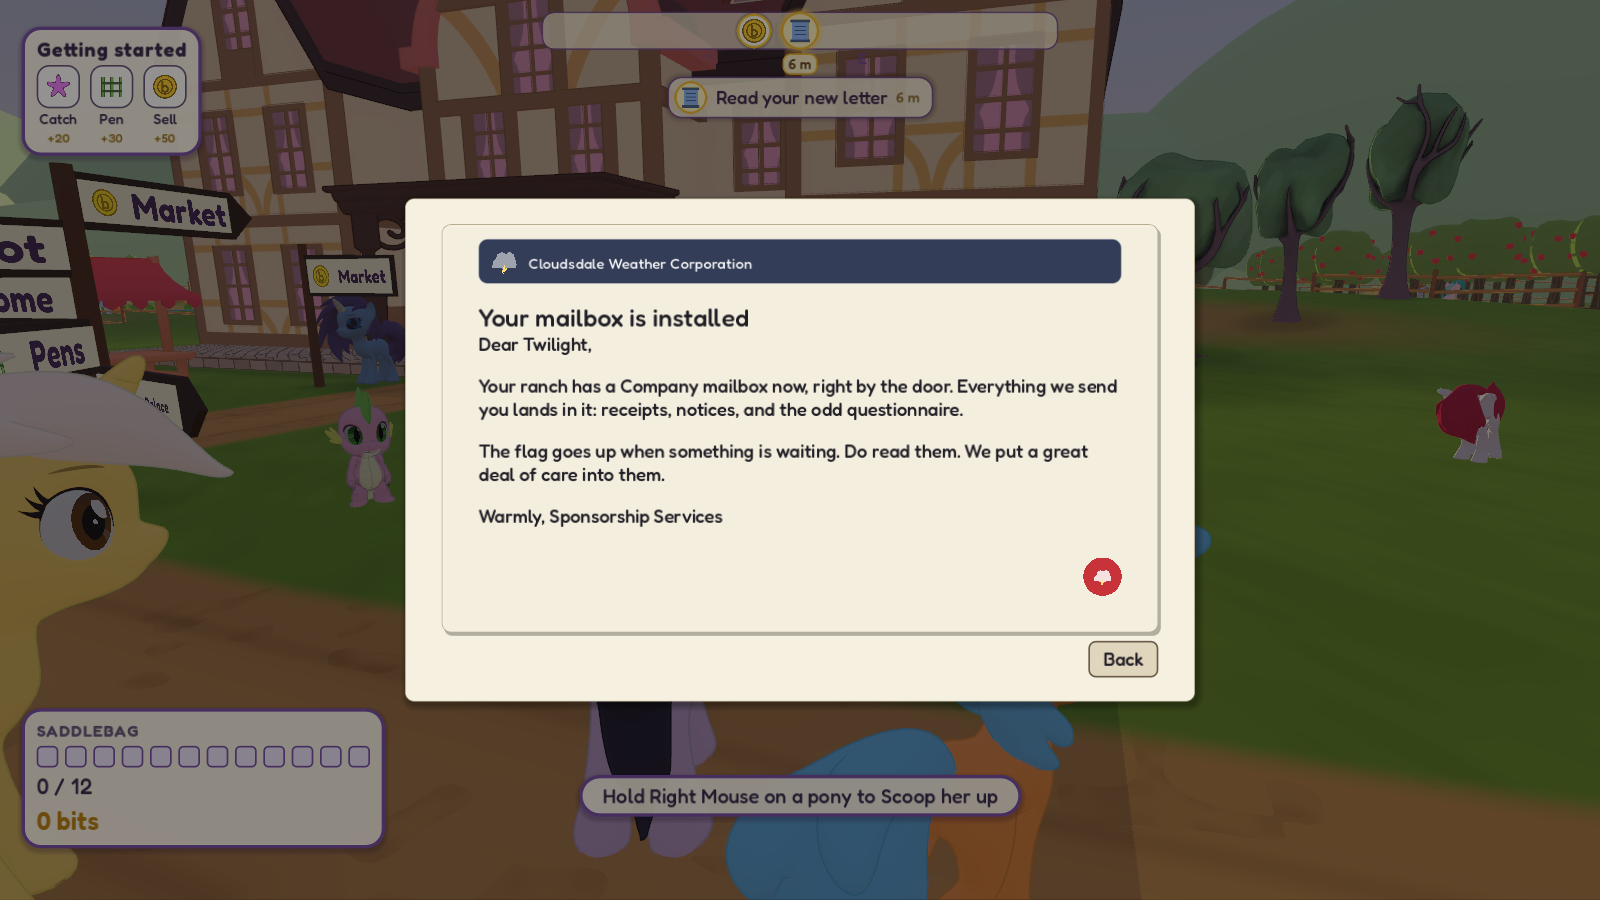 Getting started
Catch
Pen
Sell
+20
+30
+50
6 m
Read your new letter 6 m
Market
ot
ome
Pens
Market
Cloudsdale Weather Corporation
Your mailbox is installed
Dear Twilight,
Your ranch has a Company mailbox now, right by the door. Everything we send
you lands in it: receipts, notices, and the odd questionnaire.
The flag goes up when something is waiting. Do read them. We put a great
deal of care into them.
Warmly, Sponsorship Services
Back
SADDLEBAG
0 / 12
0 bits
Hold Right Mouse on a pony to Scoop her up